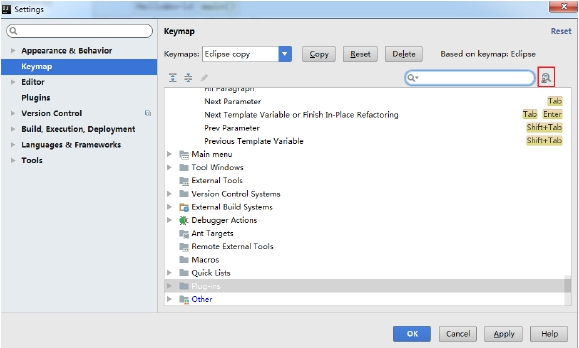 Settings
HelloWorld main()
Keymap
Reset
Keymaps: Eclipse copy Copy Reset Delete Based on keymap: Eclipse
Appearance & Behavior
Keymap
Editor
Plugins
Version Control
Build, Execution, Deployment
Languages & Frameworks
Tools
Fill Paragraph
Next Parameter Tab
Next Template Variable or Finish In-Place Refactoring Tab Enter
Prev Parameter Shift+Tab
Previous Template Variable Shift+Tab
Main menu
Tool Windows
External Tools
Version Control Systems
External Build Systems
Debugger Actions
Ant Targets
Remote External Tools
Macros
Quick Lists
Plug-ins
Other
OK Cancel Apply Help